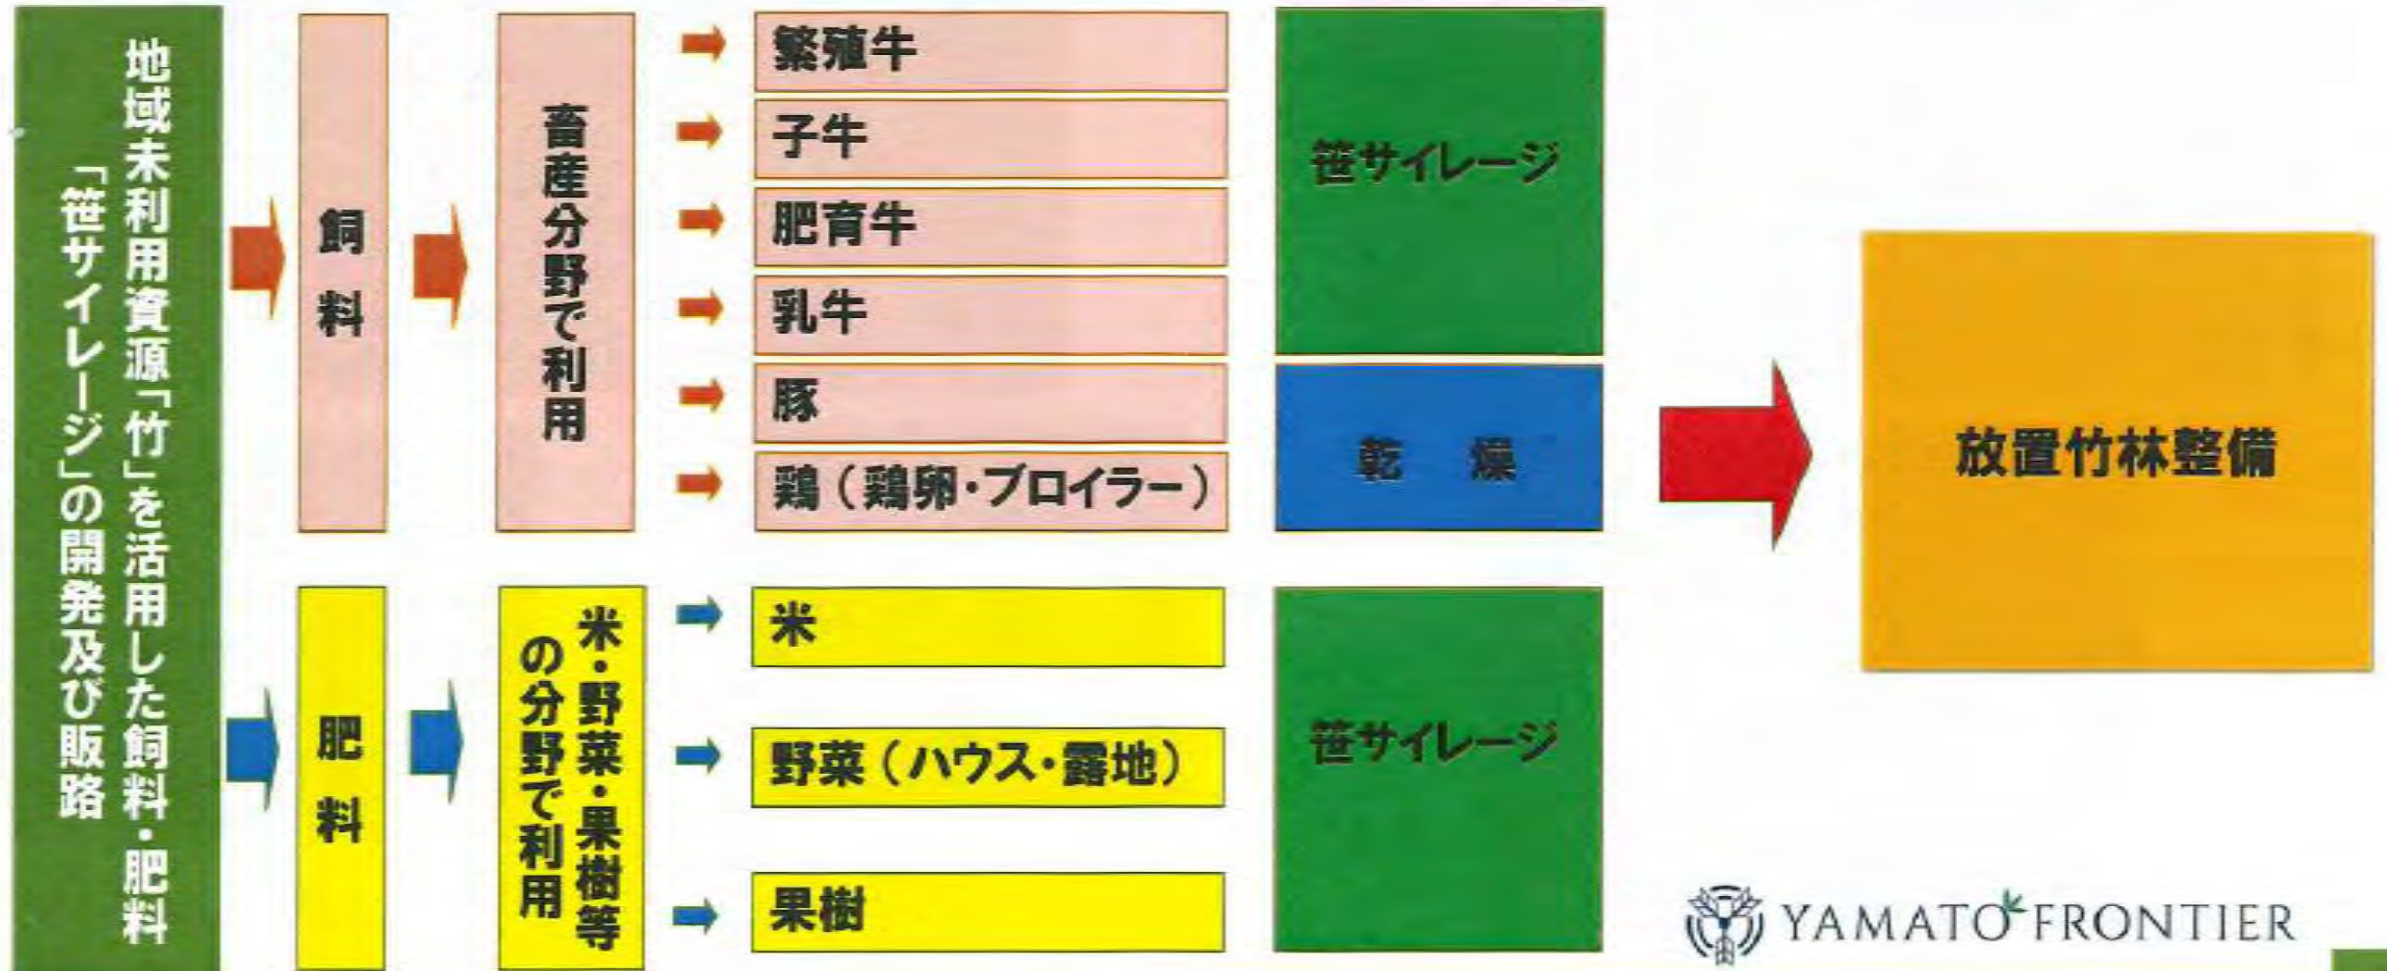 地域未利用資源「竹」を活用した飼料・肥料
「笹サイレージ」の開発及び販路
飼料
畜産分野で利用
繁殖牛
子牛
肥育牛
乳牛
豚
鶏（鶏卵・ブロイラー）
笹サイレージ
乾　燥
放置竹林整備
肥料
米・野菜・果樹等
の分野で利用
米
野菜（ハウス・露地）
果樹
笹サイレージ
YAMATO FRONTIER